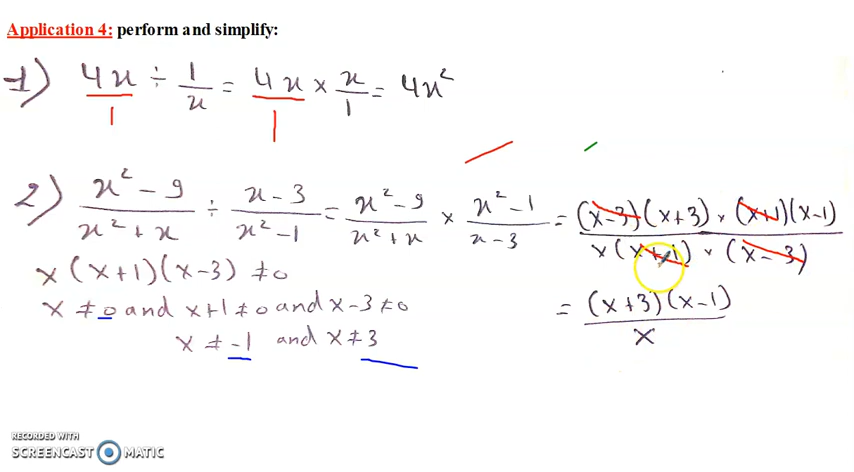 Application 4: perform and simplify:
1) 4x/1 ÷ 1/x = 4x/1 × x/1 = 4x²
2) (x² - 9)/(x² + x) ÷ (x - 3)/(x² - 1) = (x² - 9)/(x² + x) × (x² - 1)/(x - 3) = ((x-3)(x+3) × (x+1)(x-1))/(x(x+1) × (x-3))
x(x+1)(x-3) ≠ 0
x ≠ 0 and x+1 ≠ 0 and x-3 ≠ 0
= ((x+3)(x-1))/x
x ≠ -1 and x ≠ 3
RECORDED WITH
SCREENCAST MATIC